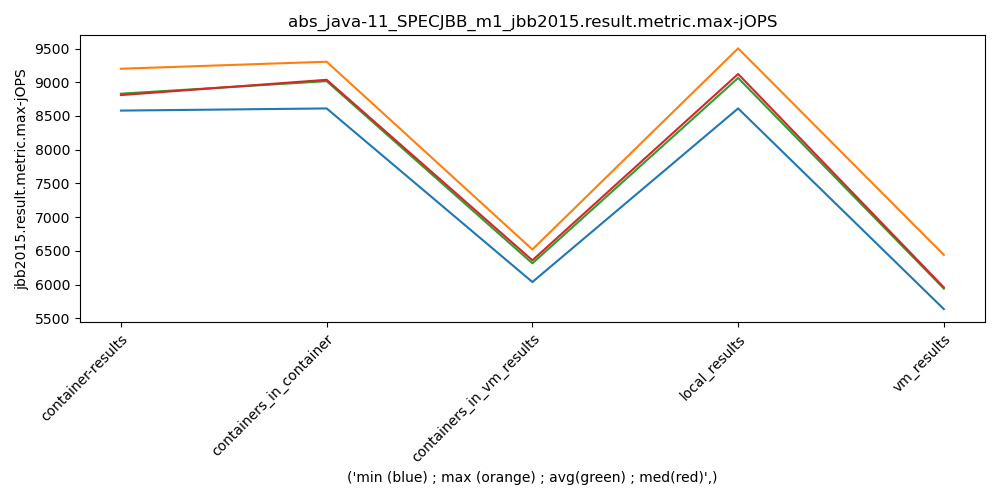 abs_java-11_SPECJBB_m1_jbb2015.result.metric.max-jOPS
jbb2015.result.metric.max-jOPS
9500
9000
8500
8000
7500
7000
6500
6000
5500
container-results
containers_in_container
containers_in_vm_results
local_results
vm_results
('min (blue) ; max (orange) ; avg(green) ; med(red)',)